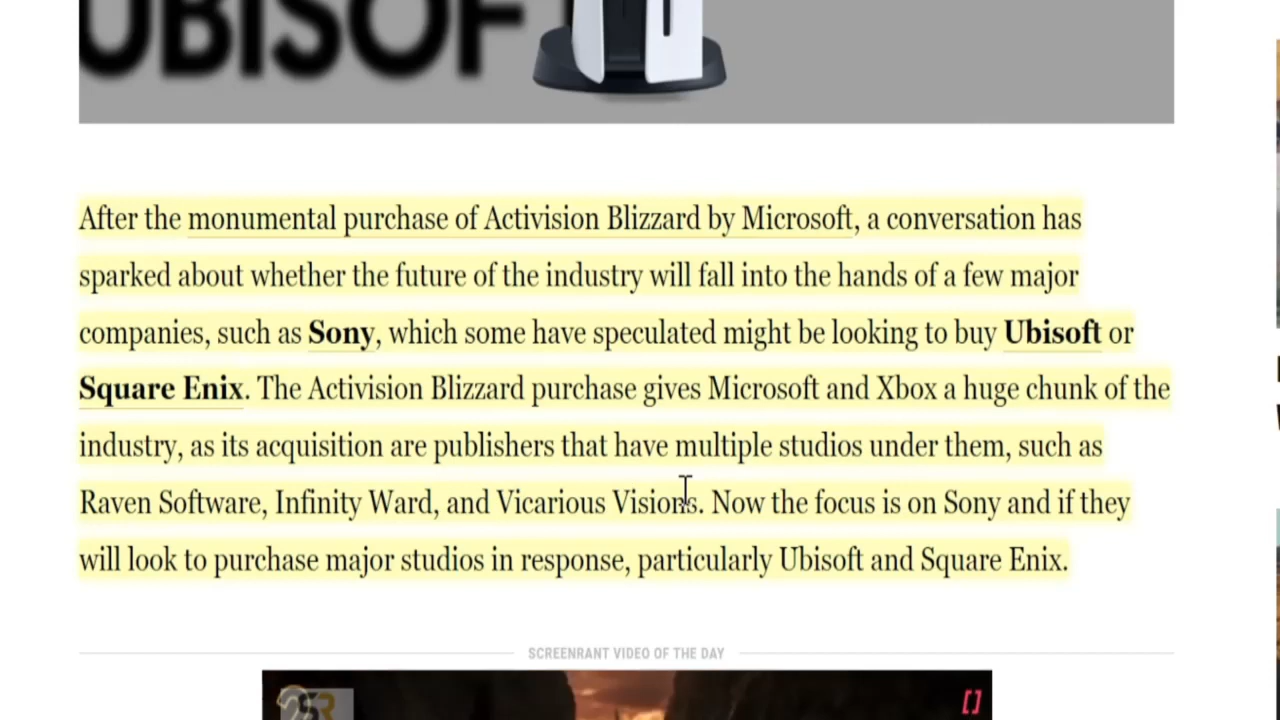 UBISOF
After the monumental purchase of Activision Blizzard by Microsoft, a conversation has
sparked about whether the future of the industry will fall into the hands of a few major
companies, such as Sony, which some have speculated might be looking to buy Ubisoft or
Square Enix. The Activision Blizzard purchase gives Microsoft and Xbox a huge chunk of the
industry, as its acquisition are publishers that have multiple studios under them, such as
Raven Software, Infinity Ward, and Vicarious Visions. Now the focus is on Sony and if they
will look to purchase major studios in response, particularly Ubisoft and Square Enix.
SCREENRANT VIDEO OF THE DAY
SR